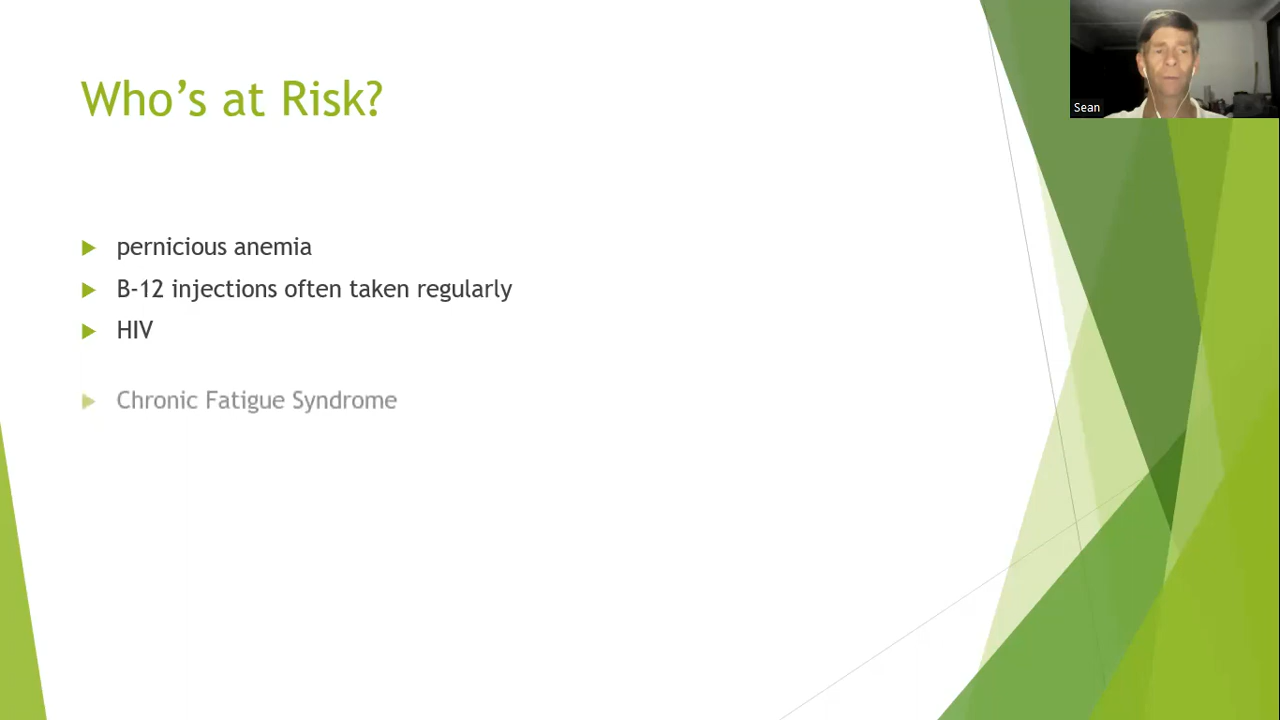 Who's at Risk?
pernicious anemia
B-12 injections often taken regularly
HIV
Chronic Fatigue Syndrome
Sean